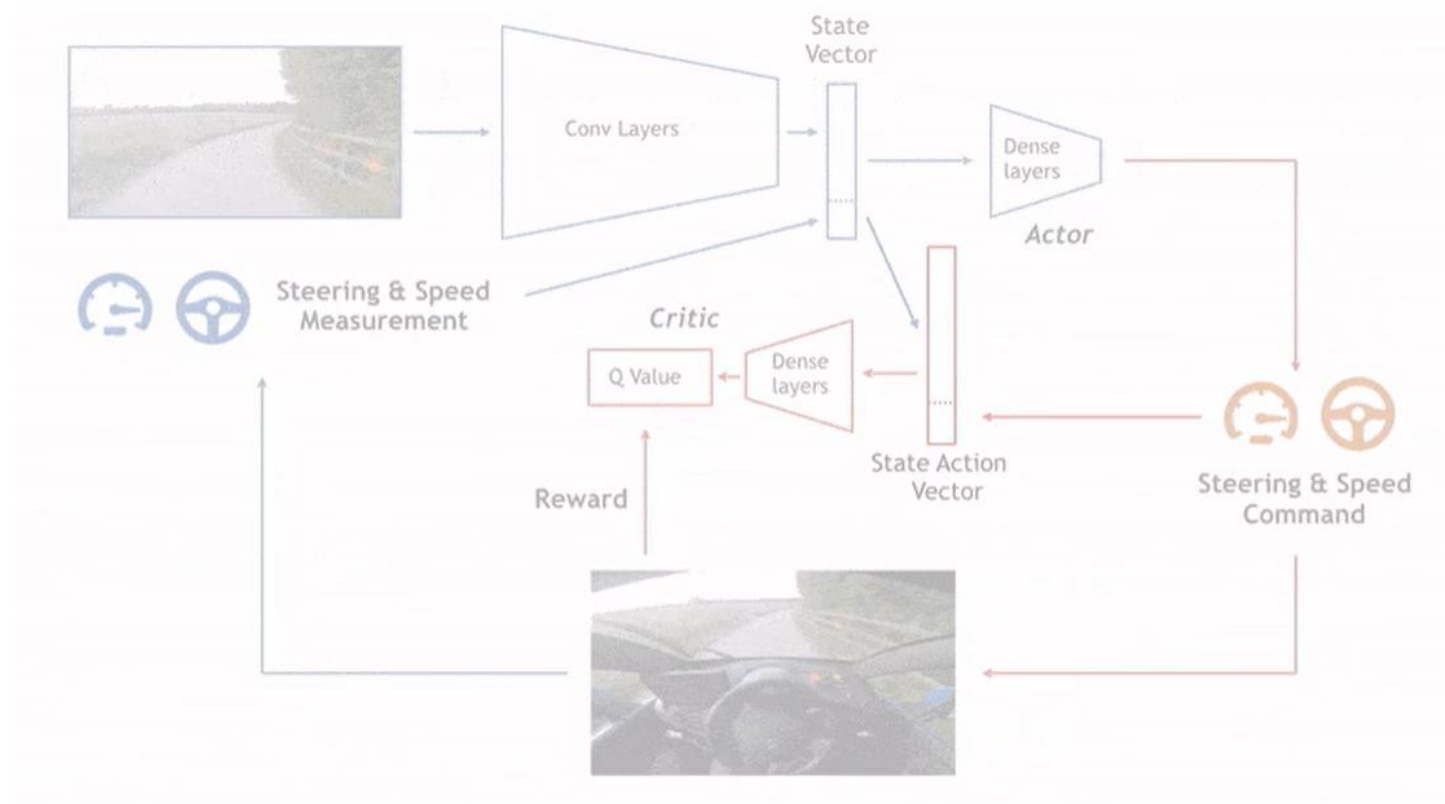 State
Vector
Conv Layers
Dense
layers
Actor
Steering & Speed
Measurement
Critic
Q Value
Dense
layers
State Action
Vector
Steering & Speed
Command
Reward